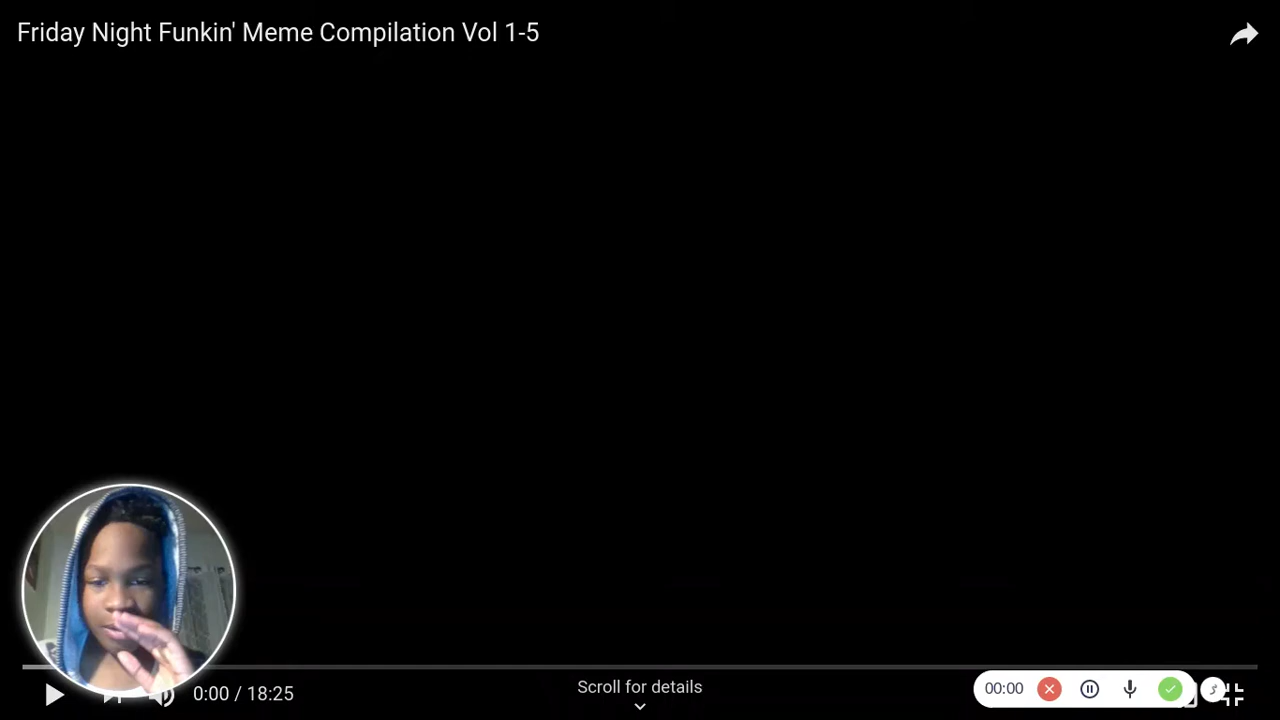 Friday Night Funkin' Meme Compilation Vol 1-5
0:00 / 18:25
Scroll for details
00:00